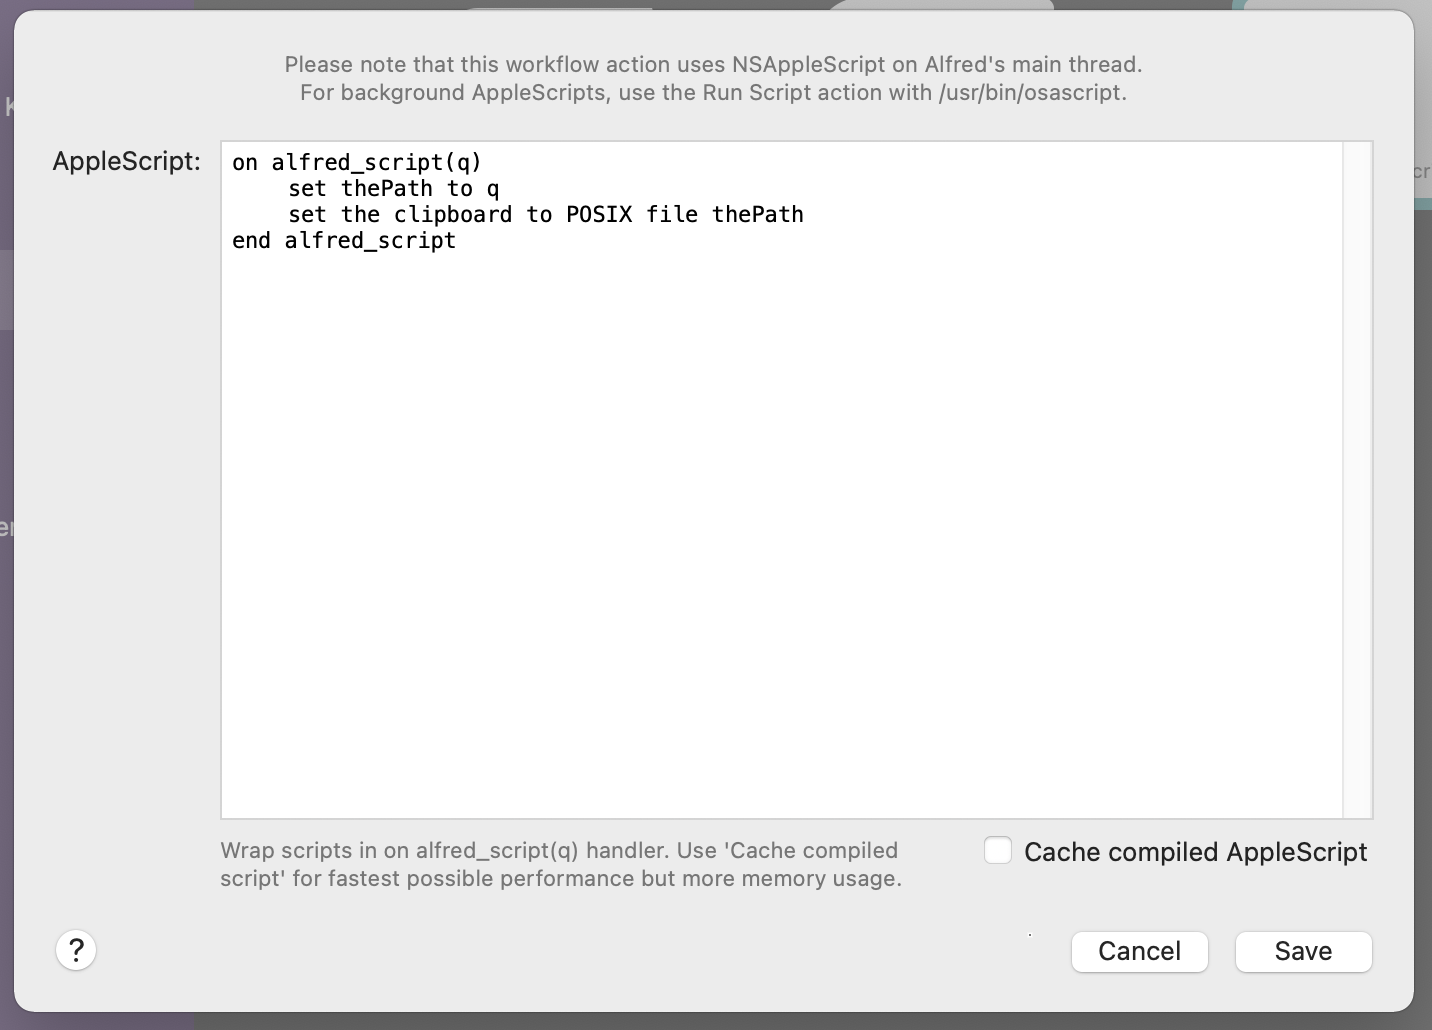 Please note that this workflow action uses NSAppleScript on Alfred's main thread.
For background AppleScripts, use the Run Script action with /usr/bin/osascript.
AppleScript:
on alfred_script(q)
    set thePath to q
    set the clipboard to POSIX file thePath
end alfred_script
Wrap scripts in on alfred_script(q) handler. Use 'Cache compiled
script' for fastest possible performance but more memory usage.
Cache compiled AppleScript
?
Cancel
Save